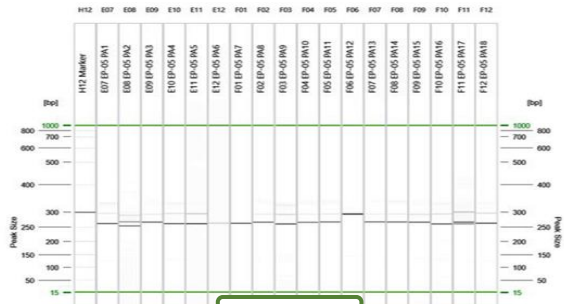 H12 E07 E08 E09 E10 E11 E12 F01 F02 F03 F04 F05 F06 F07 F08 F09 F10 F11 F12
H12 Marker
E07 EP-05 PA1
E08 EP-05 PA2
E09 EP-05 PA3
E10 EP-05 PA4
E11 EP-05 PA5
E12 EP-05 PA6
F01 EP-05 PA7
F02 EP-05 PA8
F03 EP-05 PA9
F04 EP-05 PA10
F05 EP-05 PA11
F06 EP-05 PA12
F07 EP-05 PA13
F08 EP-05 PA14
F09 EP-05 PA15
F10 EP-05 PA16
F11 EP-05 PA17
F12 EP-05 PA18
[bp] [bp]
1000 1000
800 800
700 700
600 600
500 500
400 400
300 300
250 250
200 200
150 150
100 100
50 50
15 15
Peak Size
Peak Size